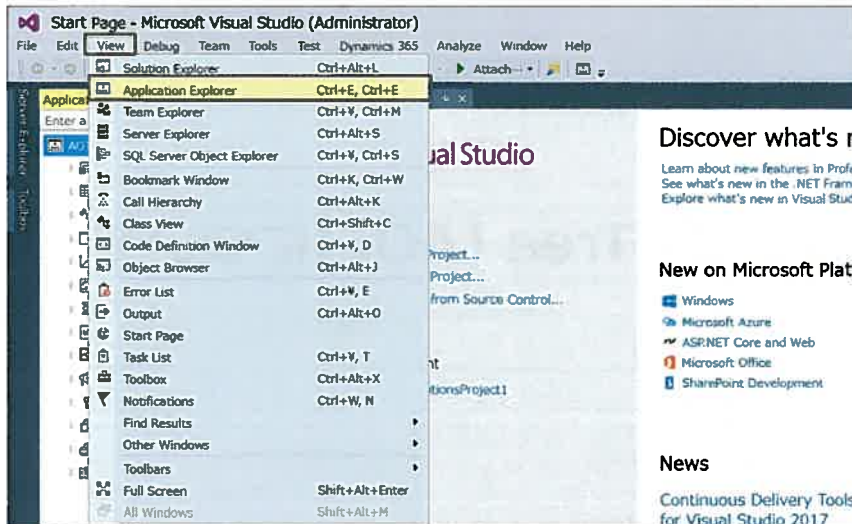 Start Page - Microsoft Visual Studio (Administrator)
File Edit View Debug Team Tools Test Dynamics 365 Analyze Window Help
Attach...
Server Explorer
Toolbox
Applica
Enter a
AO
Solution Explorer Ctrl+Alt+L
Application Explorer Ctrl+E, Ctrl+E
Team Explorer Ctrl+¥, Ctrl+M
Server Explorer Ctrl+Alt+S
SQL Server Object Explorer Ctrl+¥, Ctrl+S
Bookmark Window Ctrl+K, Ctrl+W
Call Hierarchy Ctrl+Alt+K
Class View Ctrl+Shift+C
Code Definition Window Ctrl+¥, D
Object Browser Ctrl+Alt+J
Error List Ctrl+¥, E
Output Ctrl+Alt+O
Start Page
Task List Ctrl+¥, T
Toolbox Ctrl+Alt+X
Notifications Ctrl+W, N
Find Results
Other Windows
Toolbars
Full Screen Shift+Alt+Enter
All Windows Shift+Alt+M
ual Studio
Project...
Project...
from Source Control...
nt
tionsProject1
Discover what's n
Learn about new features in Profe
See what's new in the .NET Fram
Explore what's new in Visual Stud
New on Microsoft Plat
Windows
Microsoft Azure
ASP.NET Core and Web
Microsoft Office
SharePoint Development
News
Continuous Delivery Tools
for Visual Studio 2017